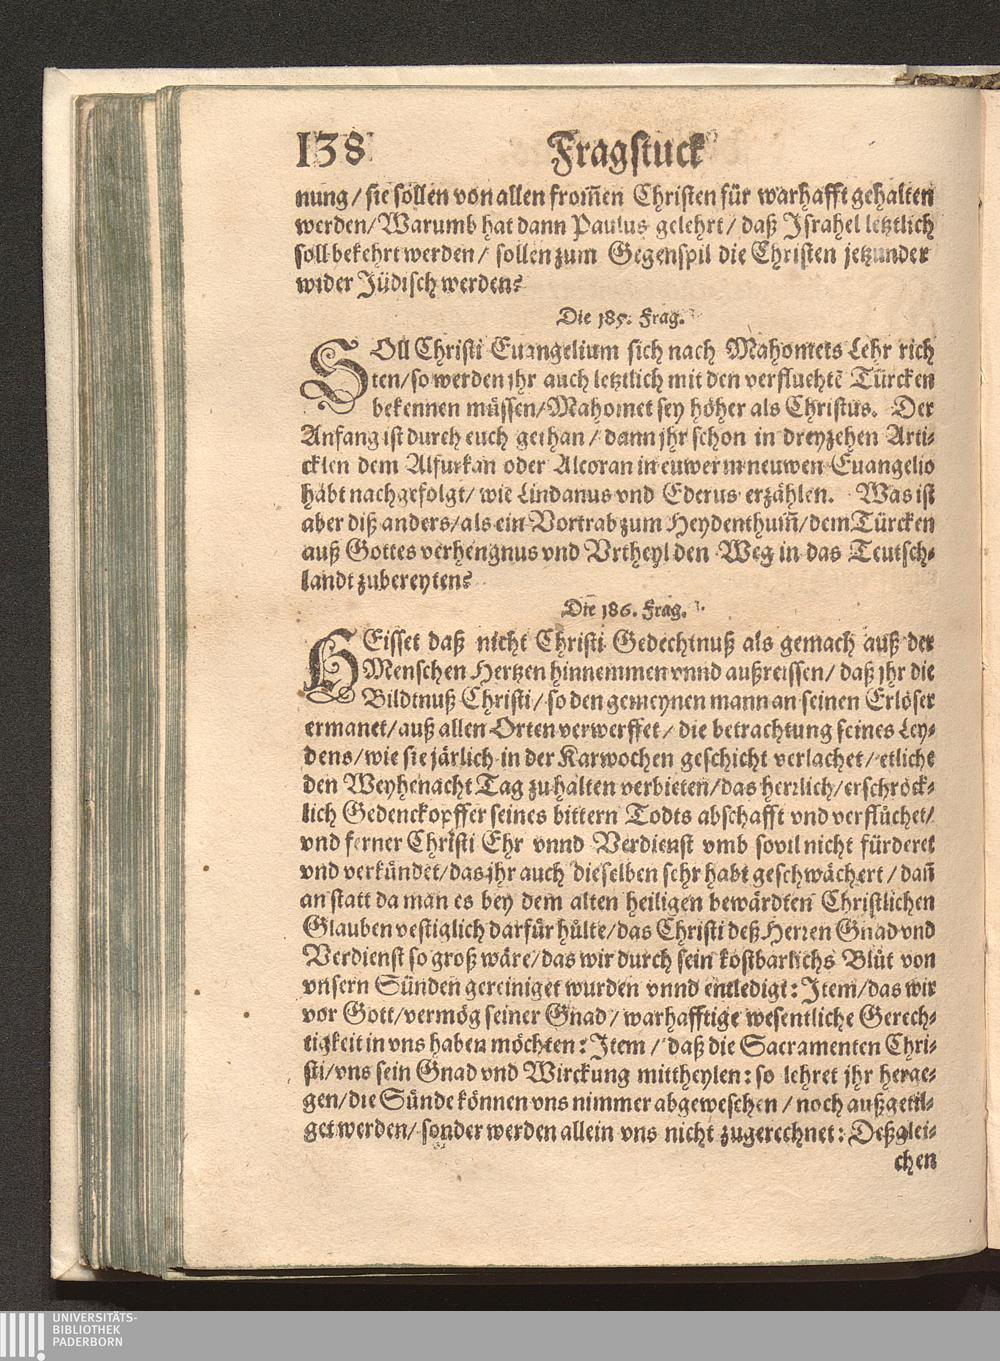 138 Fragstuck
nung / sie söllen von allen from̃en Christen für warhafft gehalten
werden / Warumb hat dann Paulus gelehrt / daß Israhel letztlich
soll bekehrt werden / sollen zum Gegenspil die Christen jetzunder
wider Jüdisch werden?
Die 185. Frag.
SOll Christi Euangelium sich nach Mahomets Lehr rich
ten / so werden jhr auch letztlich mit den verfluchtẽ Türcken
bekennen müssen / Mahomet sey höher als Christus. Der
Anfang ist durch euch gethan / dann jhr schon in dreyzehen Arti-
cklen dem Alfurkan oder Alcoran in euwerm neuwen Euangelio
habt nachgefolgt / wie Lindanus vnd Ederus erzählen. Was ist
aber diß anders / als ein Vortrab zum Heydenthum̃ / dem Türcken
auß Gottes verhengnus vnd Vrtheyl den Weg in das Teutsch-
landt zubereyten?
Die 186. Frag.
HEisset daß nicht Christi Gedechtnuß als gemach auß der
Menschen Hertzen hinnemmen vnnd außreissen / daß jhr die
Bildtnuß Christi / so den gemeynen mann an seinen Erlöser
ermanet / auß allen Orten verwerffet / die betrachtung seines Ley-
dens / wie sie järlich in der Karwochen geschicht verlachet / etliche
den Weyhenacht Tag zu halten verbieten / das herrlich / erschröck-
lich Gedenckopffer seines bittern Todts abschafft vnd verflůchet /
vnd ferner Christi Ehr vnnd Verdienst vmb sovil nicht fürderet
vnd verkündet / das jhr auch dieselben sehr habt geschwächert / dañ
an statt da man es bey dem alten heiligen bewärdten Christlichen
Glauben vestiglich darfür hülte / das Christi deß Herren Gnad vnd
Verdienst so groß wäre / das wir durch sein kostbarlichs Blůt von
vnsern Sünden gereiniget wurden vnnd entledigt: Item / das wir
vor Gott / vermög seiner Gnad / warhafftige wesentliche Gerech-
tigkeit in vns haben möchten: Item / daß die Sacramenten Chri-
sti / vns sein Gnad vnd Wirckung mittheylen: so lehret jhr herge-
gen / die Sünde können vns nimmer abgeweschen / noch außgetil-
get werden / sonder werden allein vns nicht zugerechnet: Deßglei-
chen
UNIVERSITÄTS-
BIBLIOTHEK
PADERBORN